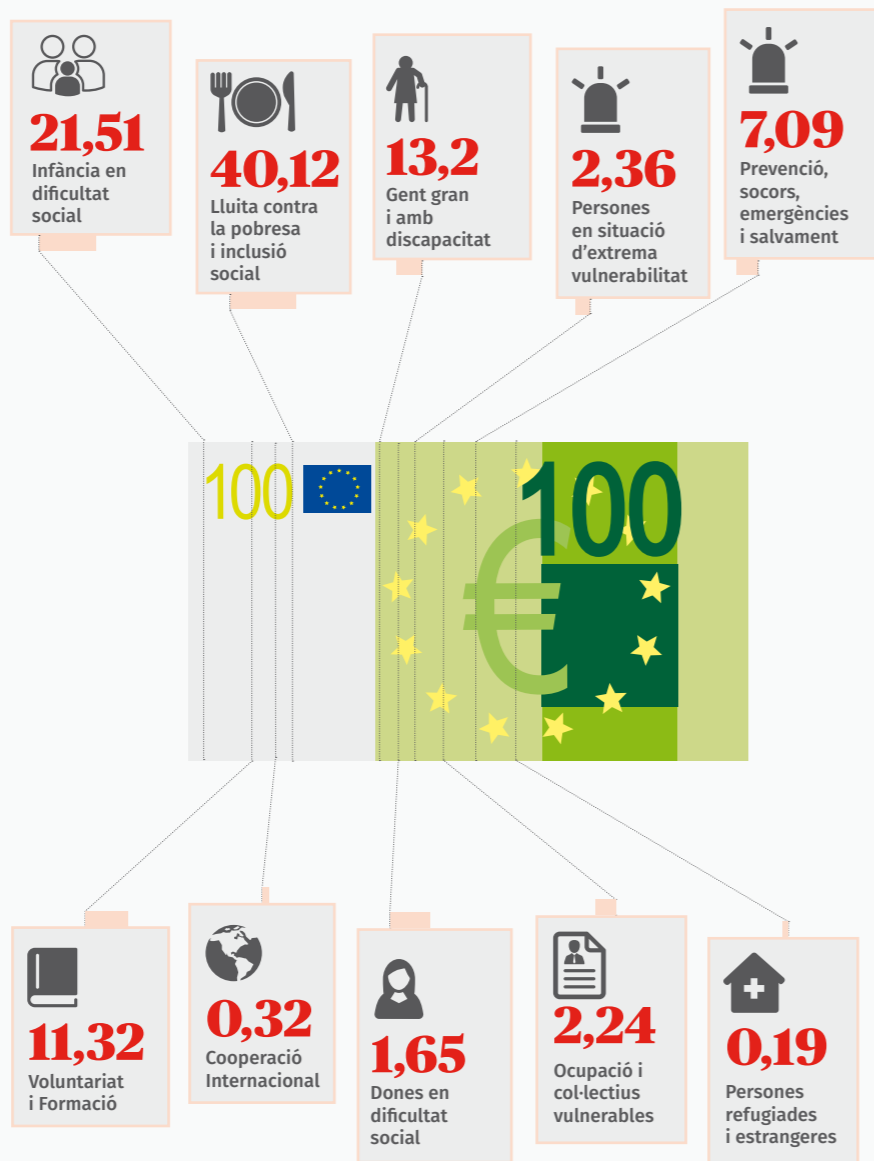 21,51
Infància en
dificultat
social
40,12
Lluita contra
la pobresa
i inclusió
social
13,2
Gent gran
i amb
discapacitat
2,36
Persones
en situació
d'extrema
vulnerabilitat
7,09
Prevenció,
socors,
emergències
i salvament
100
100
€
11,32
Voluntariat
i Formació
0,32
Cooperació
Internacional
1,65
Dones en
dificultat
social
2,24
Ocupació i
col·lectius
vulnerables
0,19
Persones
refugiades
i estrangeres